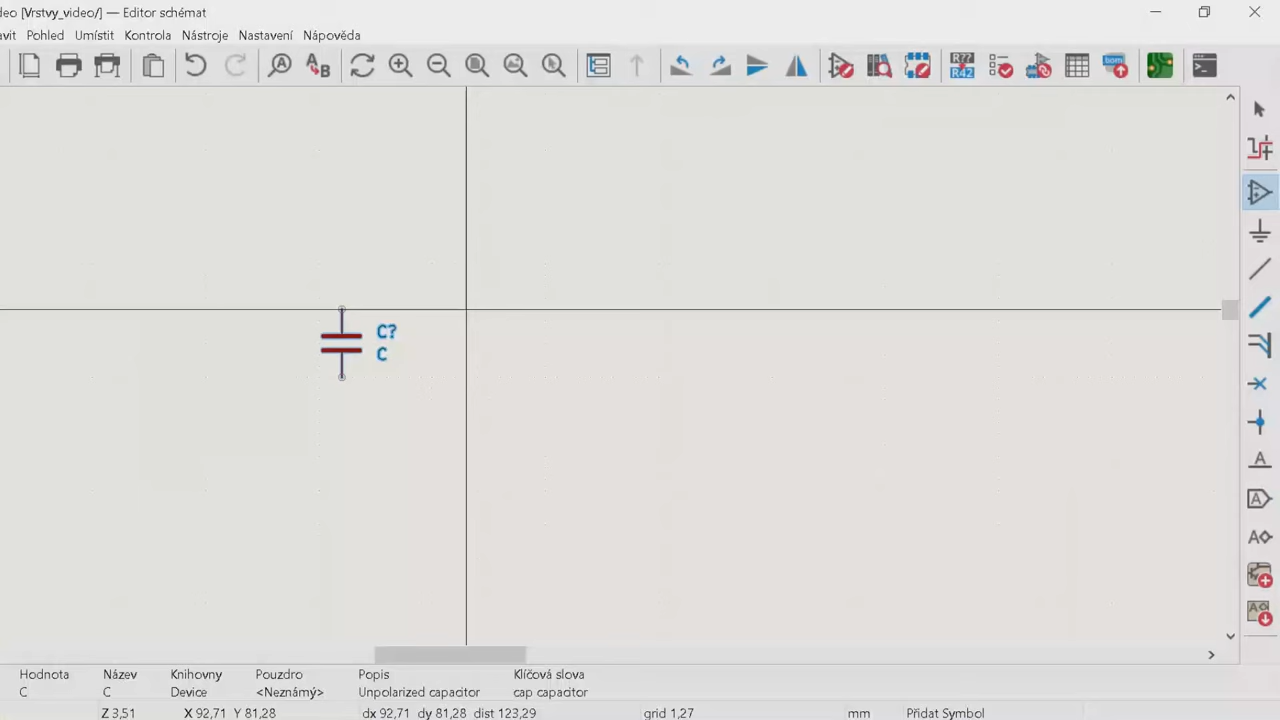 deo [Vrstvy_video/] — Editor schémat
avit Pohled Umístit Kontrola Nástroje Nastavení Nápověda
A
A B
R??
R42
bom
C?
C
A
A
A
A
Hodnota Název Knihovny Pouzdro Popis Klíčová slova
C C Device <Neznámý> Unpolarized capacitor cap capacitor
Z 3,51 X 92,71 Y 81,28 dx 92,71 dy 81,28 dist 123,29 grid 1,27 mm Přidat Symbol